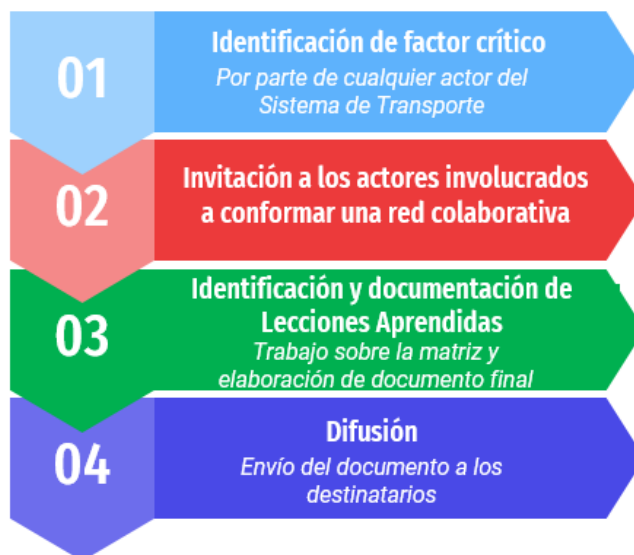 01
Identificación de factor crítico
Por parte de cualquier actor del
Sistema de Transporte
02
Invitación a los actores involucrados
a conformar una red colaborativa
03
Identificación y documentación de
Lecciones Aprendidas
Trabajo sobre la matriz y
elaboración de documento final
04
Difusión
Envío del documento a los
destinatarios